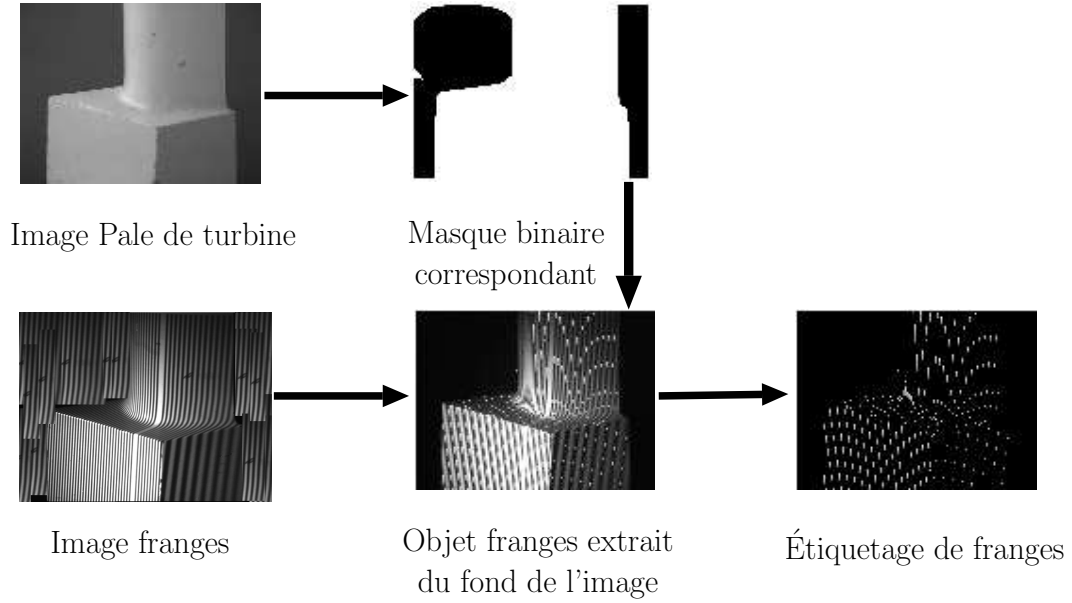 Image Pale de turbine
Masque binaire
correspondant
Image franges
Objet franges extrait
du fond de l'image
Étiquetage de franges